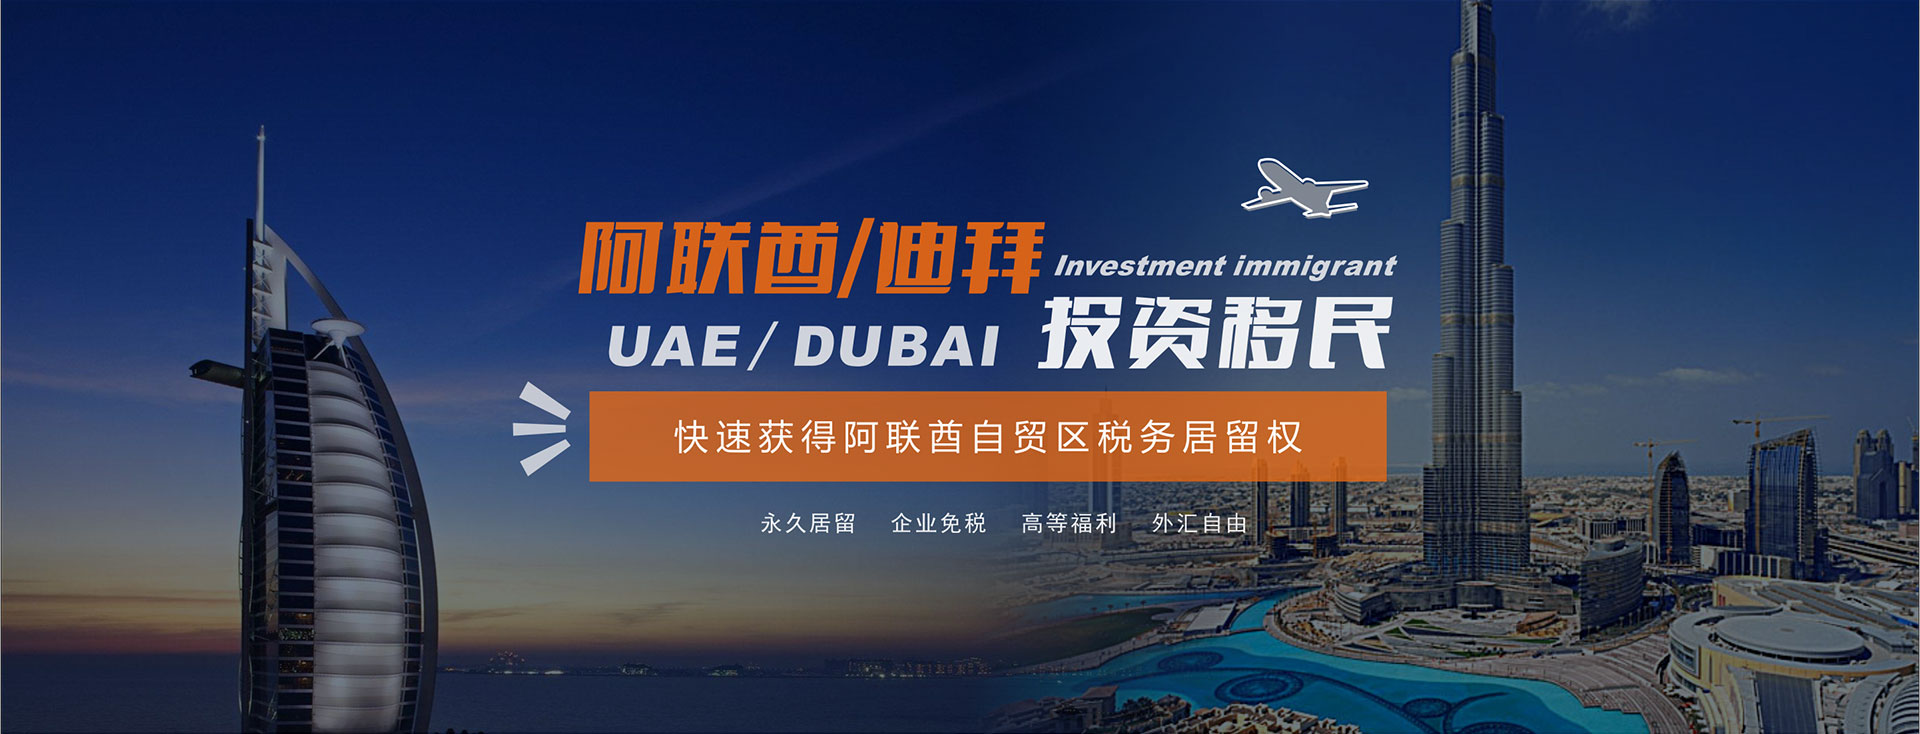 阿联酋/迪拜
Investment immigrant
UAE/DUBAI
投资移民
快速获得阿联酋自贸区税务居留权
永久居留 企业免税 高等福利 外汇自由